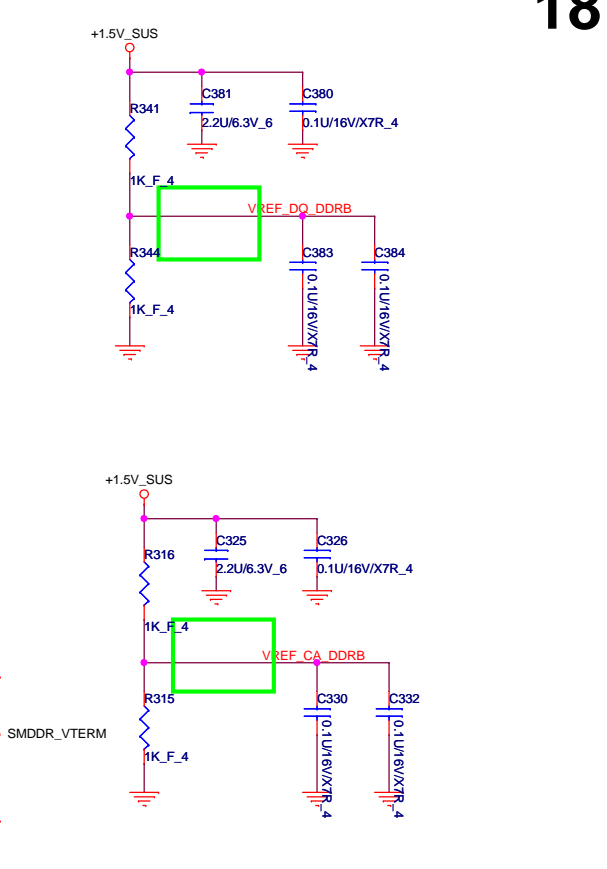 18
+1.5V_SUS
C381
C380
R341
2.2U/6.3V_6
0.1U/16V/X7R_4
1K_F_4
VREF_DQ_DDRB
R344
C383
C384
0.1U/16V/X7R_4
0.1U/16V/X7R_4
1K_F_4
+1.5V_SUS
C325
C326
R316
2.2U/6.3V_6
0.1U/16V/X7R_4
1K_F_4
VREF_CA_DDRB
R315
C330
C332
0.1U/16V/X7R_4
0.1U/16V/X7R_4
SMDDR_VTERM
1K_F_4